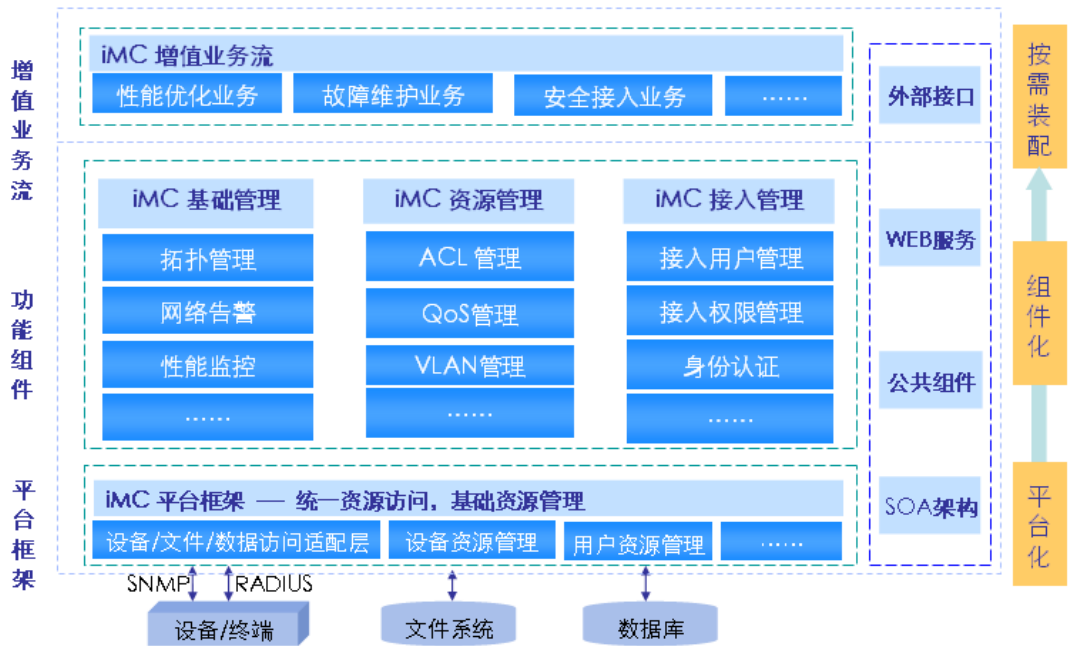 增值业务流
iMC 增值业务流
性能优化业务
故障维护业务
安全接入业务
……
外部接口
按需装配
功能组件
iMC 基础管理
拓扑管理
网络告警
性能监控
……
iMC 资源管理
ACL 管理
QoS管理
VLAN管理
……
iMC 接入管理
接入用户管理
接入权限管理
身份认证
……
WEB服务
公共组件
组件化
平台框架
iMC 平台框架 — 统一资源访问，基础资源管理
设备/文件/数据访问适配层
设备资源管理
用户资源管理
……
SOA架构
平台化
SNMP
RADIUS
设备/终端
文件系统
数据库